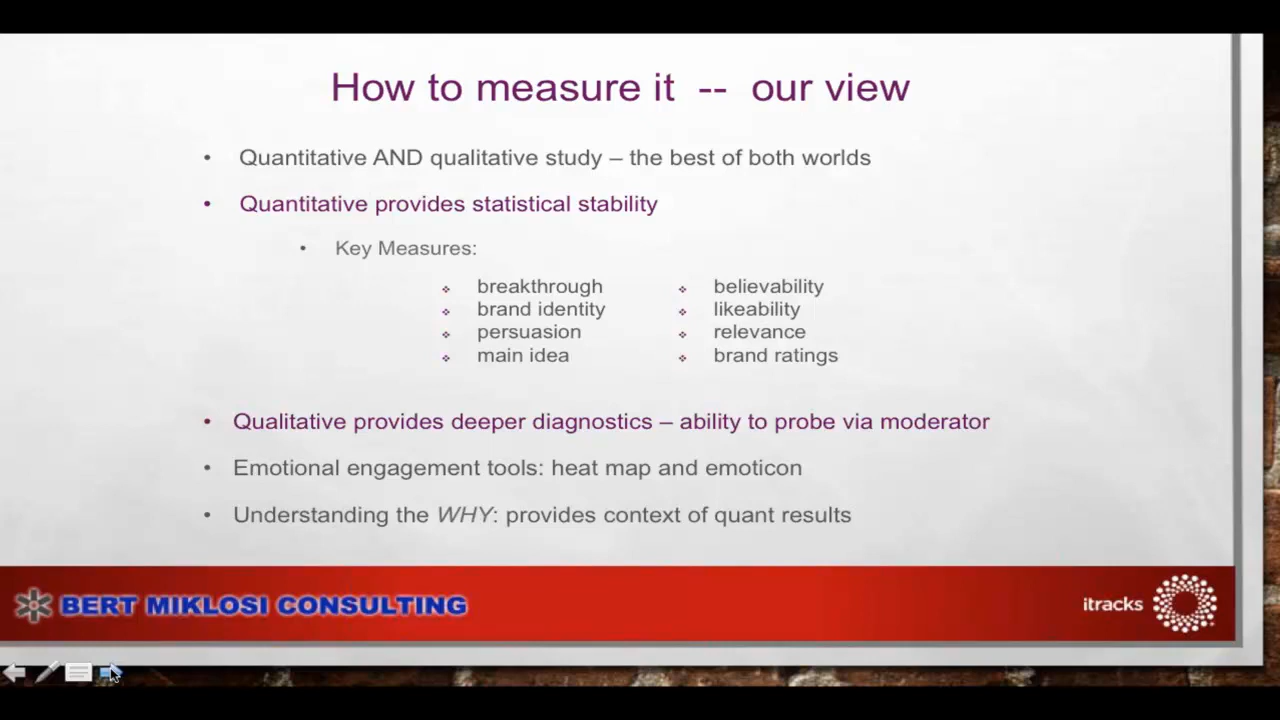 How to measure it -- our view
• Quantitative AND qualitative study – the best of both worlds
• Quantitative provides statistical stability
• Key Measures:
breakthrough
brand identity
persuasion
main idea
believability
likeability
relevance
brand ratings
• Qualitative provides deeper diagnostics – ability to probe via moderator
• Emotional engagement tools: heat map and emoticon
• Understanding the WHY: provides context of quant results
BERT MIKLOSI CONSULTING
itracks